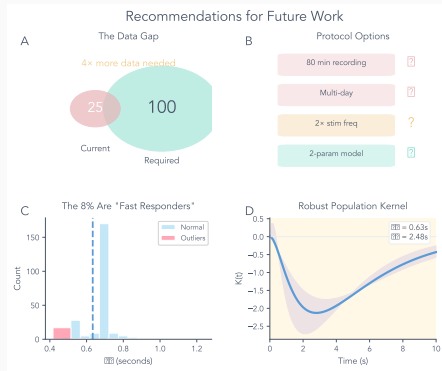 Recommendations for Future Work
A
The Data Gap
4× more data needed
25
100
Current
Required
B
Protocol Options
80 min recording
Multi-day
2× stim freq
?
2-param model
C
The 8% Are "Fast Responders"
Normal
Outliers
Count
150
100
50
0
0.4 0.6 0.8 1.0 1.2
(seconds)
D
Robust Population Kernel
= 0.63s
= 2.48s
K(t)
0.5
0.0
−0.5
−1.0
−1.5
−2.0
−2.5
0 2 4 6 8 10
Time (s)